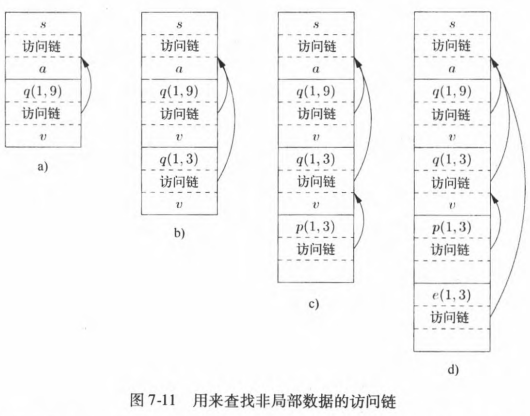 s
访问链
a
q(1,9)
访问链
v
a)
s
访问链
a
q(1,9)
访问链
v
q(1,3)
访问链
v
b)
s
访问链
a
q(1,9)
访问链
v
q(1,3)
访问链
v
p(1,3)
访问链
c)
s
访问链
a
q(1,9)
访问链
v
q(1,3)
访问链
v
p(1,3)
访问链
e(1,3)
访问链
d)
图 7-11 用来查找非局部数据的访问链